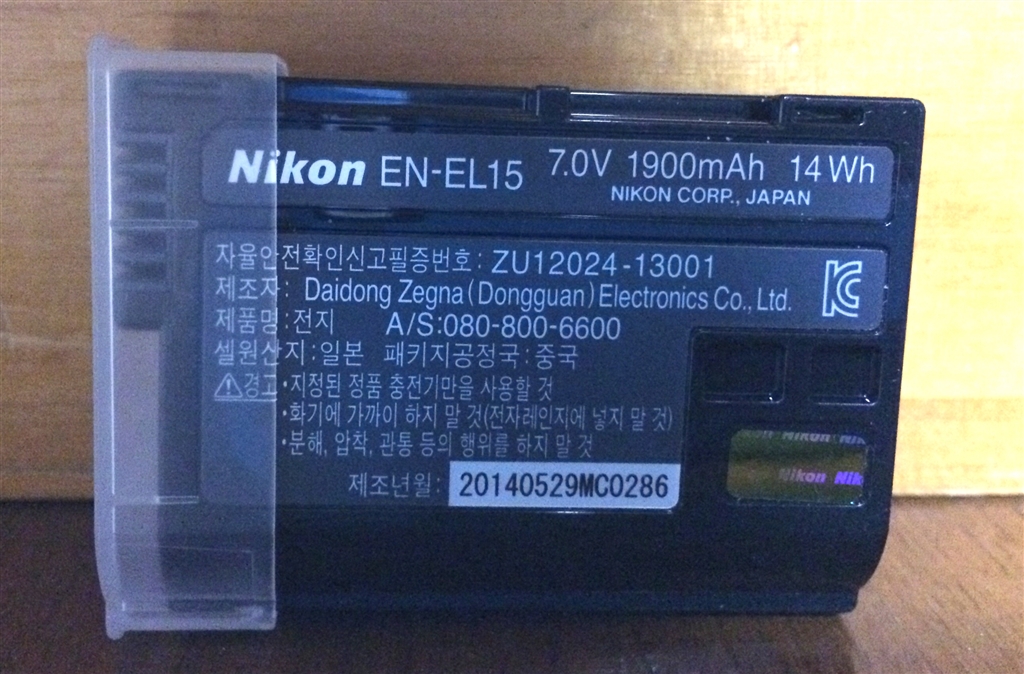 Nikon EN-EL15 7.0V 1900mAh 14Wh
NIKON CORP., JAPAN
자율안전확인신고필증번호: ZU12024-13001
제조자: Daidong Zegna(Dongguan)Electronics Co., Ltd.
제품명:전지 A/S:080-800-6600
셀원산지:일본 패키지공정국:중국
⚠경고·지정된 정품 충전기만을 사용할 것
·화기에 가까이 하지 말 것(전자레인지에 넣지 말 것)
·분해, 압착, 관통 등의 행위를 하지 말 것
제조년월: 20140529MC0286
Nikon
Nikon Nik